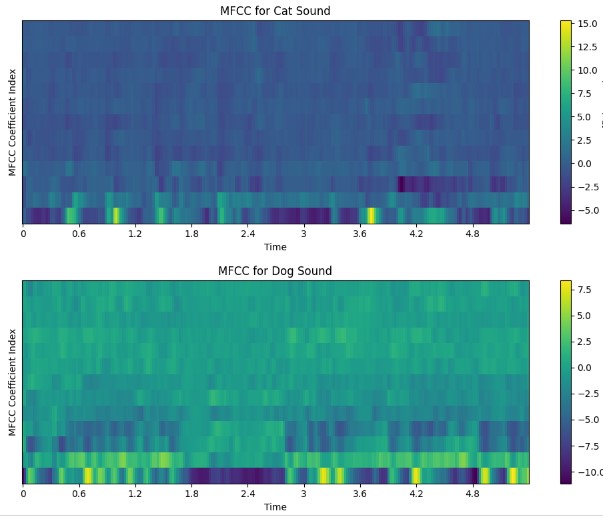 MFCC for Cat Sound
MFCC Coefficient Index
15.0
12.5
10.0
7.5
5.0
2.5
0.0
−2.5
−5.0
0 0.6 1.2 1.8 2.4 3 3.6 4.2 4.8
Time
MFCC for Dog Sound
MFCC Coefficient Index
7.5
5.0
2.5
0.0
−2.5
−5.0
−7.5
−10.0
0 0.6 1.2 1.8 2.4 3 3.6 4.2 4.8
Time